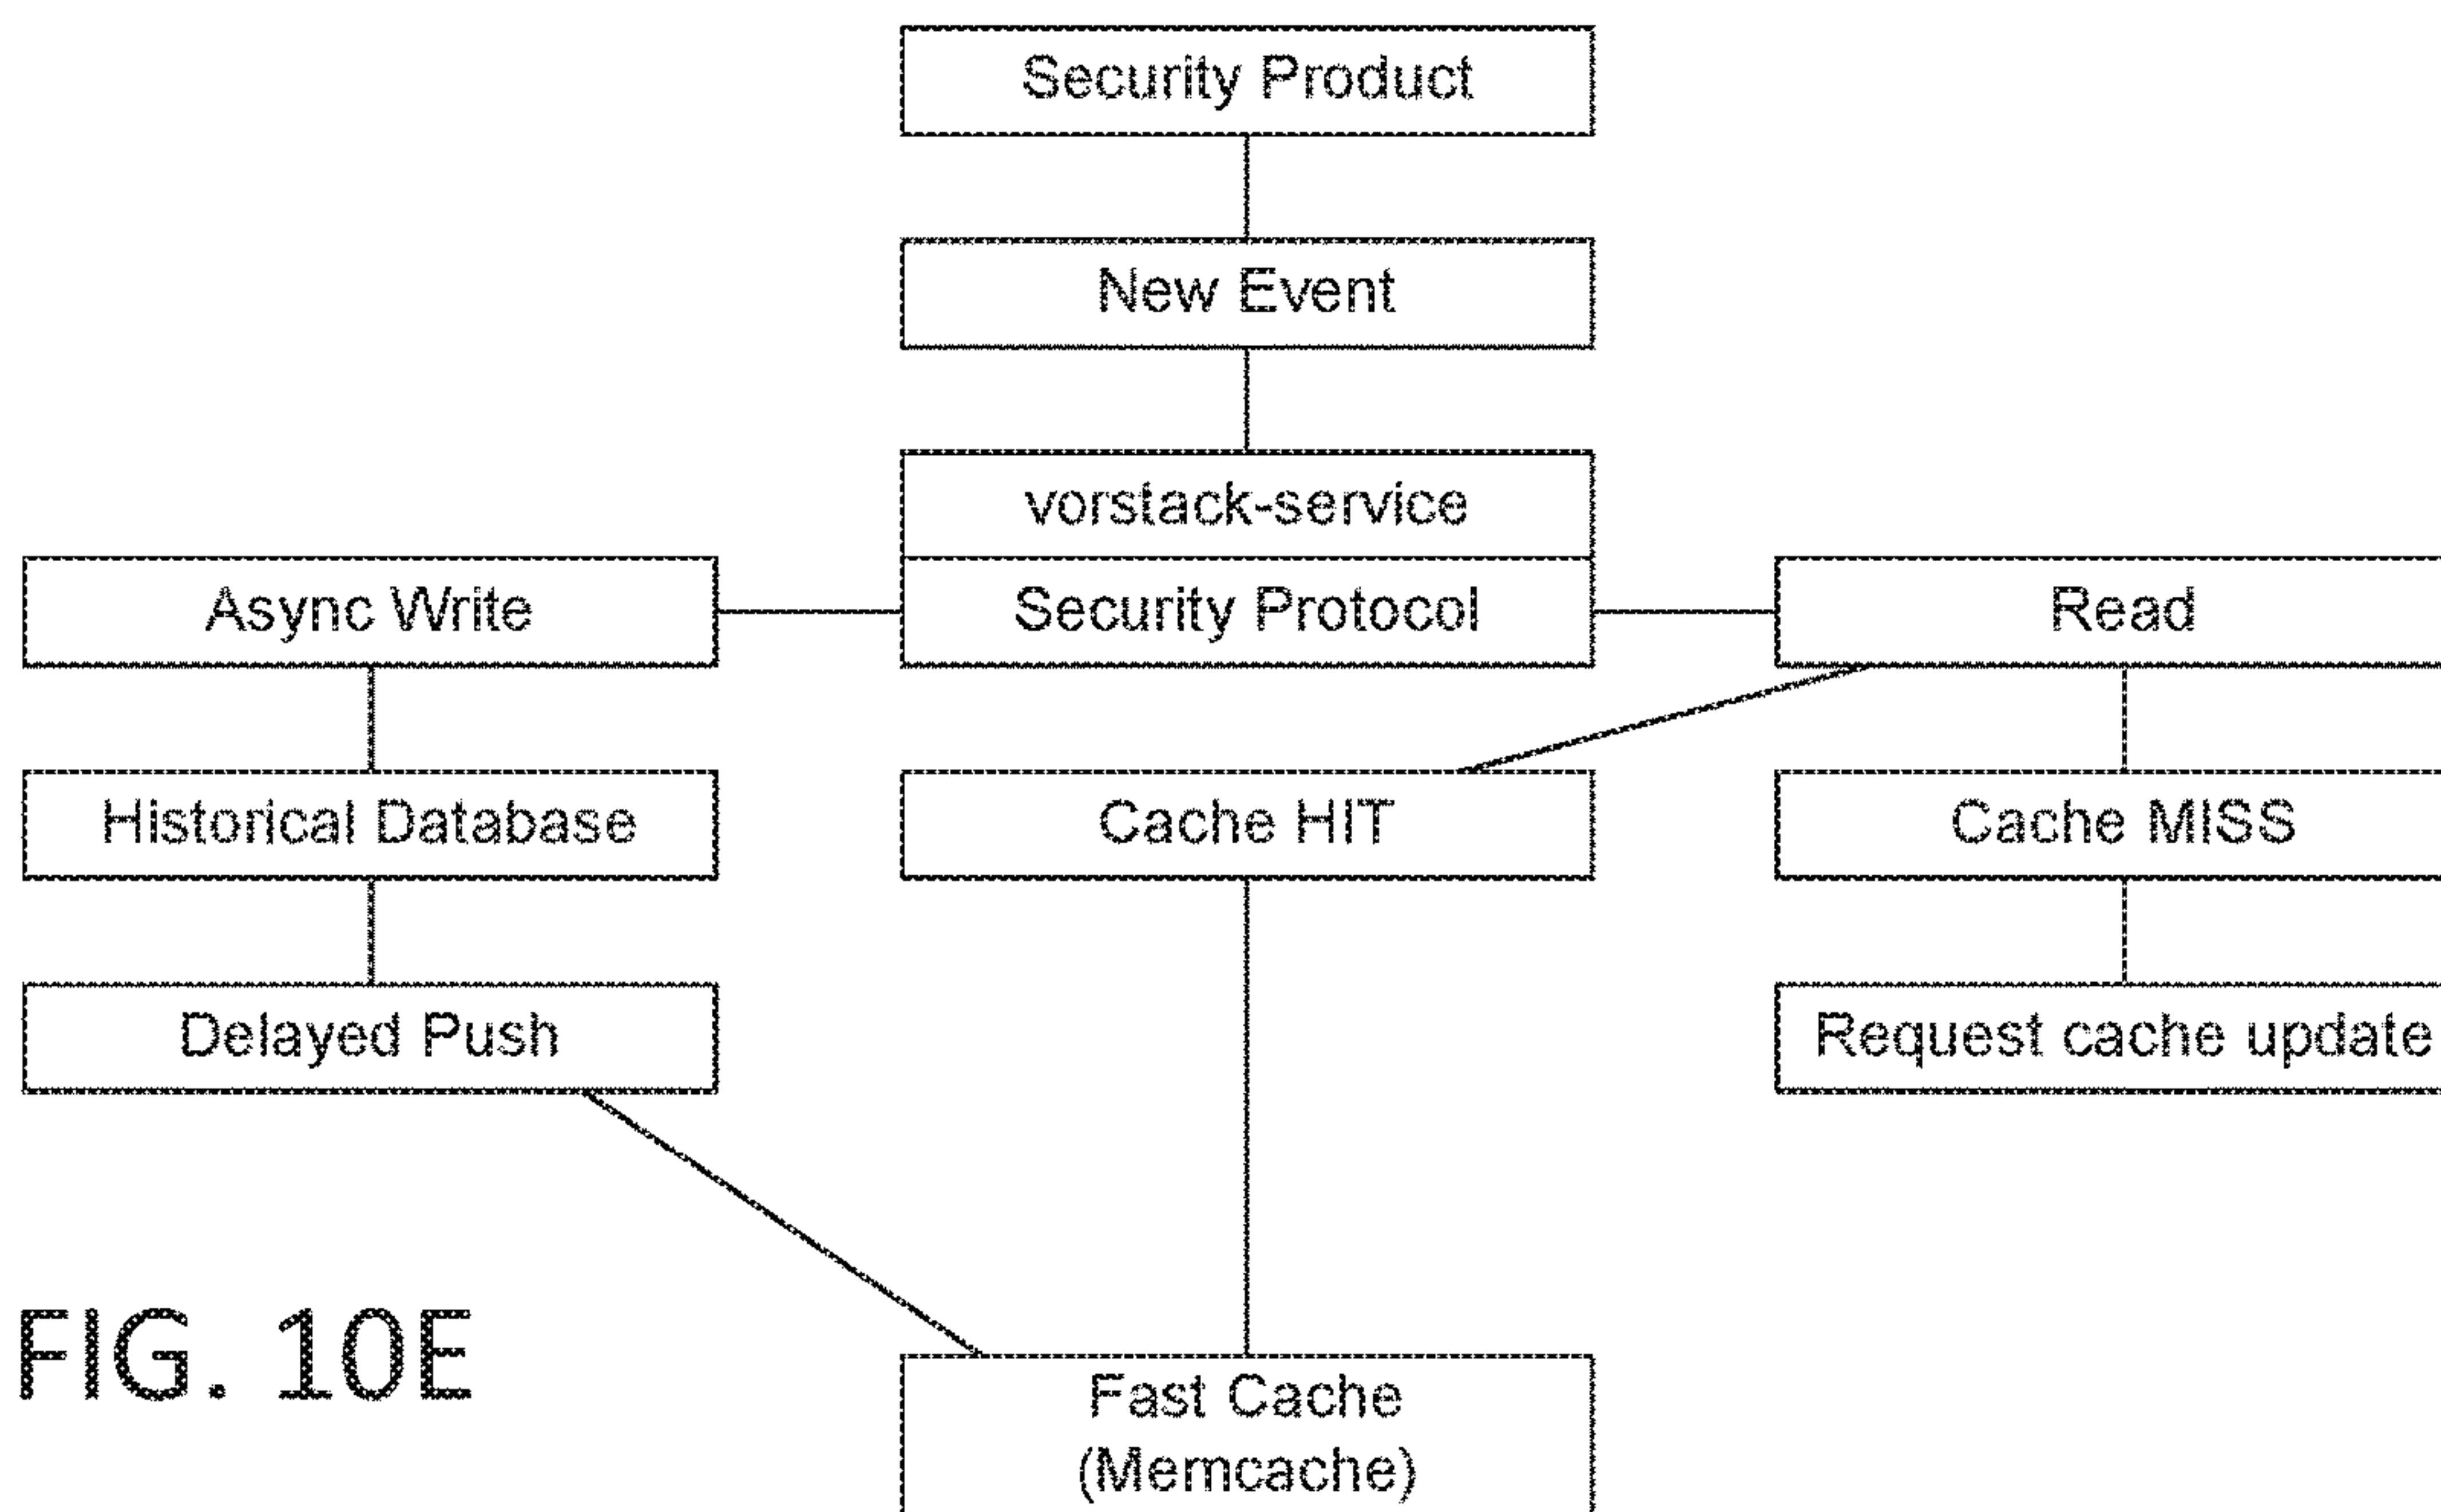 Security Product
New Event
vorstack-service
Async Write
Security Protocol
Read
Historical Database
Cache HIT
Cache MISS
Delayed Push
Request cache update
Fast Cache
(Memcache)
FIG. 10E